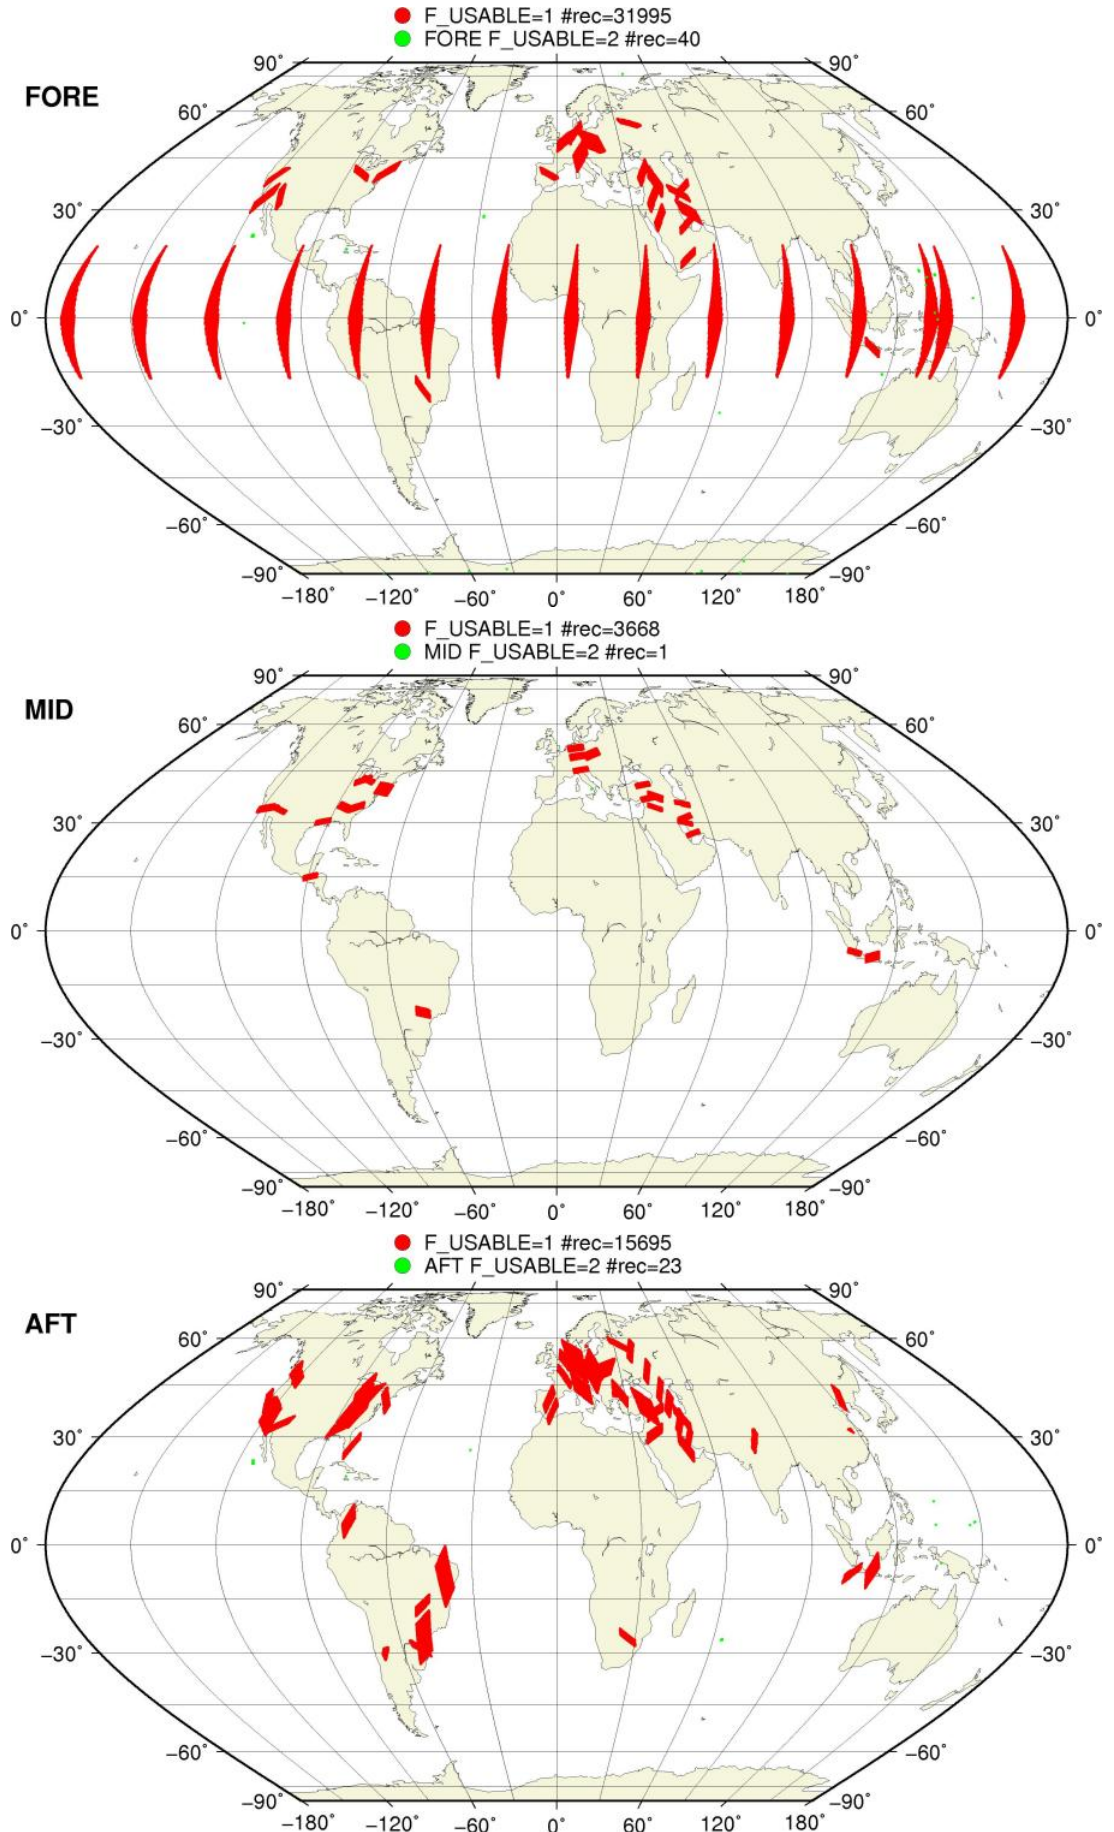 F_USABLE=1 #rec=31995
FORE F_USABLE=2 #rec=40
FORE
90° 90°
60° 60°
30° 30°
0° 0°
−30° −30°
−60° −60°
−90° −90°
−180° −120° −60° 0° 60° 120° 180°
F_USABLE=1 #rec=3668
MID F_USABLE=2 #rec=1
MID
90° 90°
60° 60°
30° 30°
0° 0°
−30° −30°
−60° −60°
−90° −90°
−180° −120° −60° 0° 60° 120° 180°
F_USABLE=1 #rec=15695
AFT F_USABLE=2 #rec=23
AFT
90° 90°
60° 60°
30° 30°
0° 0°
−30° −30°
−60° −60°
−90° −90°
−180° −120° −60° 0° 60° 120° 180°